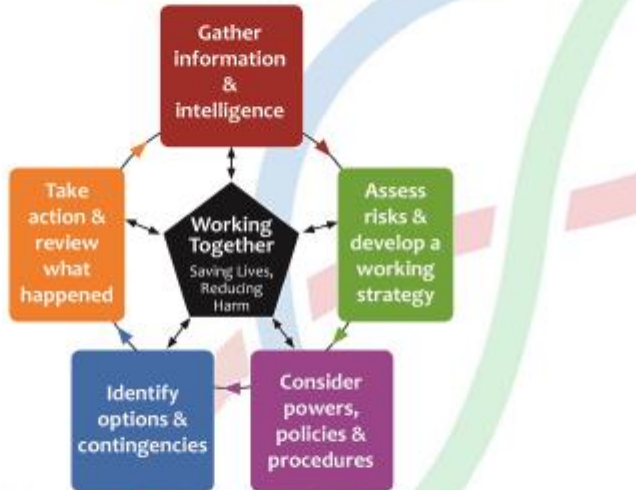 Gather
information
&
intelligence
Assess
risks &
develop a
working
strategy
Consider
powers,
policies &
procedures
Identify
options &
contingencies
Take
action &
review
what
happened
Working
Together
Saving Lives,
Reducing
Harm